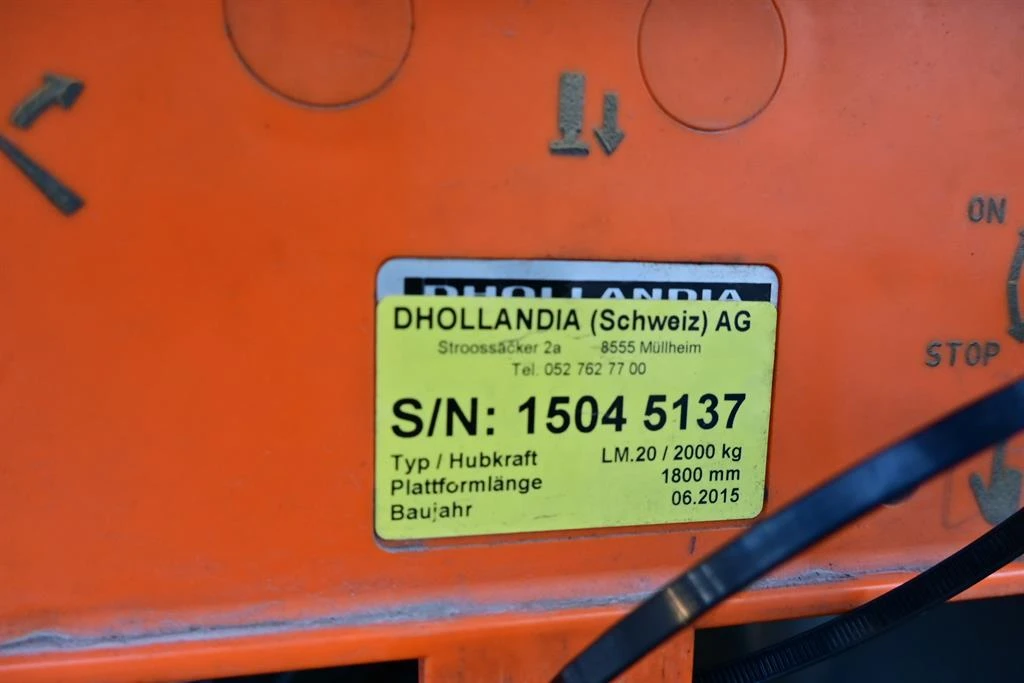 ON
STOP
DHOLLANDIA
DHOLLANDIA (Schweiz) AG
Stroossäcker 2a 8555 Müllheim
Tel. 052 762 77 00
S/N: 1504 5137
Typ / Hubkraft LM.20 / 2000 kg
Plattformlänge 1800 mm
Baujahr 06.2015